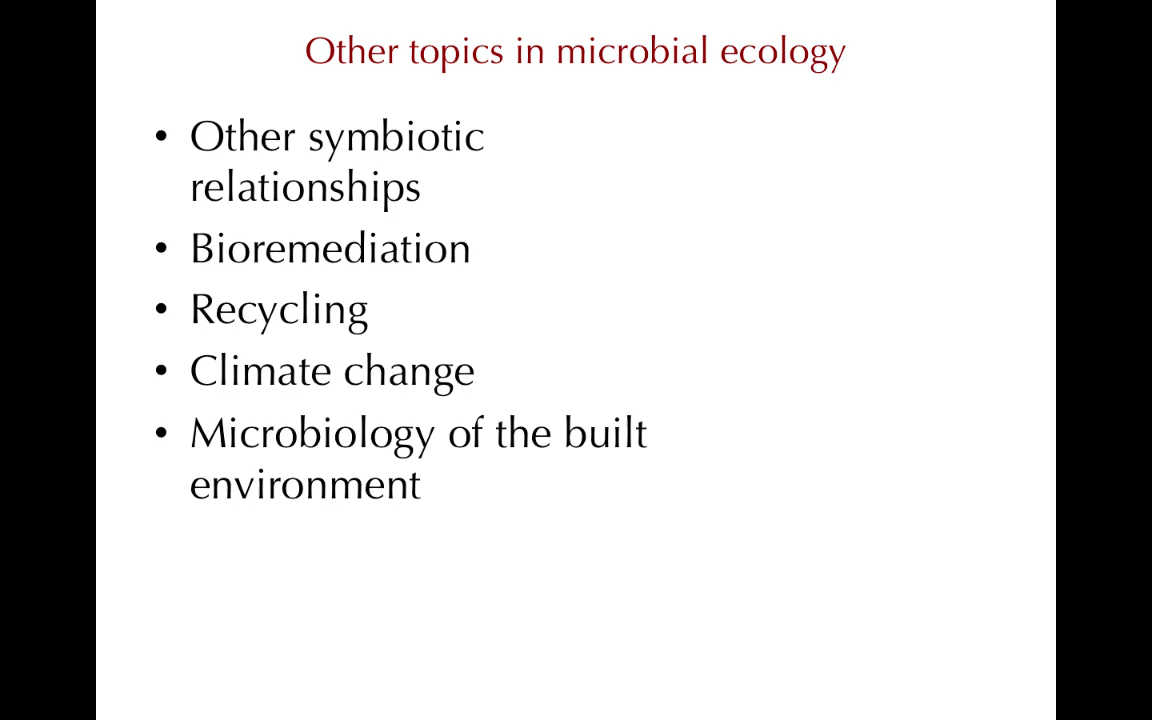 Other topics in microbial ecology
• Other symbiotic
relationships
• Bioremediation
• Recycling
• Climate change
• Microbiology of the built
environment